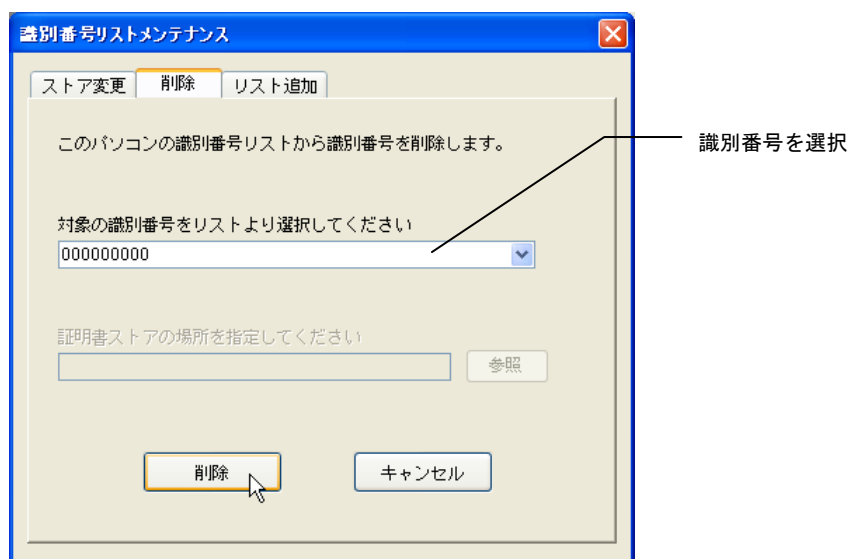 識別番号リストメンテナンス
ストア変更 削除 リスト追加
このパソコンの識別番号リストから識別番号を削除します。
識別番号を選択
対象の識別番号をリストより選択してください
000000000
証明書ストアの場所を指定してください
参照
削除 キャンセル